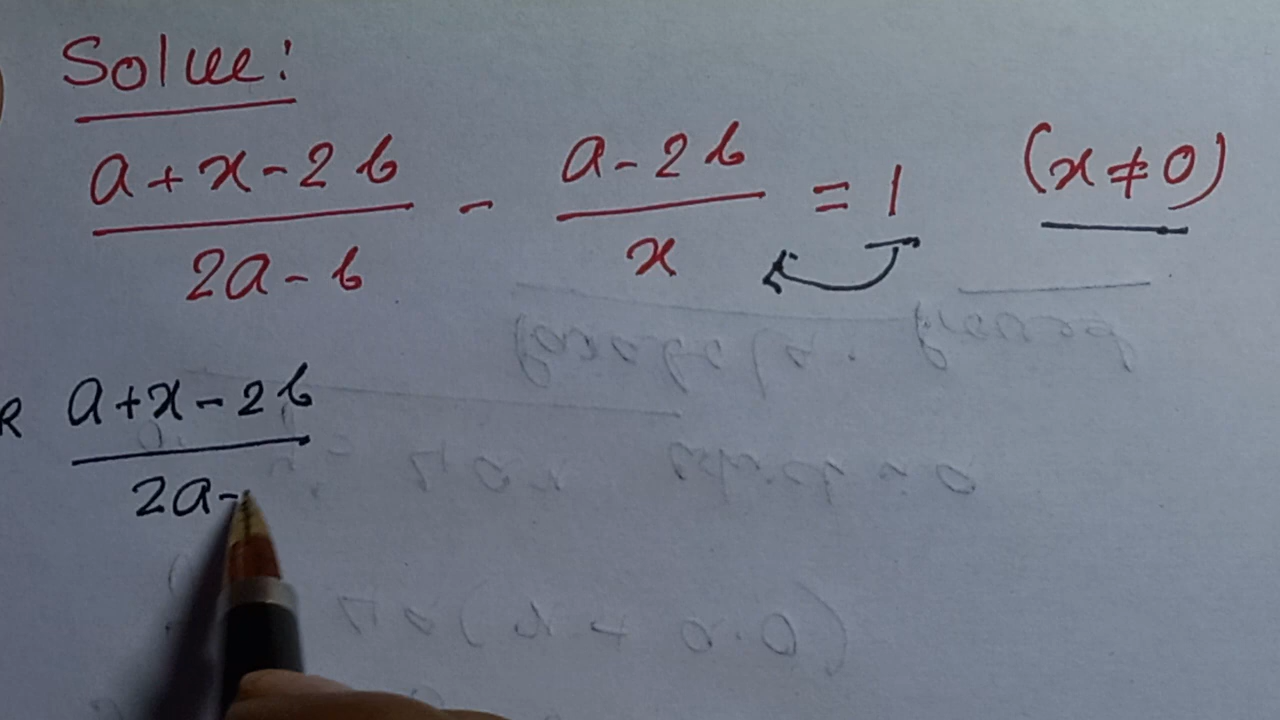 Solve:
a+x-2b / 2a-b - a-2b / x = 1 (x≠0)
R a+x-2b / 2a-